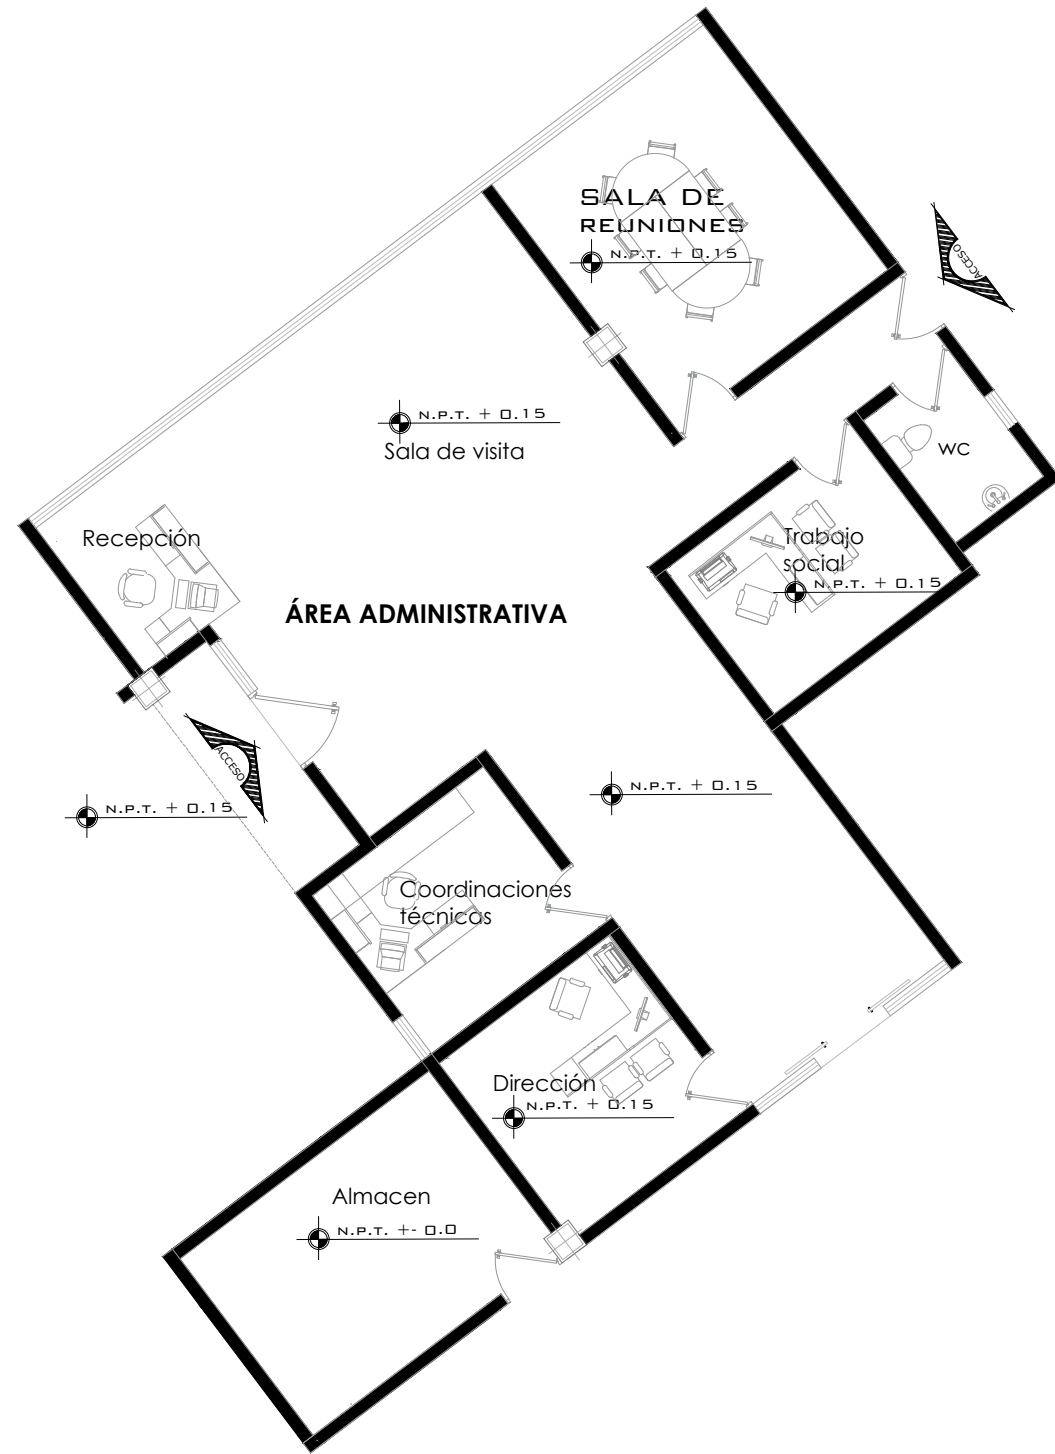 SALA DE
REUNIONES
N.P.T. + 0.15
ACCESO
N.P.T. + 0.15
Sala de visita
WC
Recepción
Trabajo
social
N.P.T. + 0.15
ÁREA ADMINISTRATIVA
ACCESO
N.P.T. + 0.15
N.P.T. + 0.15
Coordinaciones
técnicas
Dirección
N.P.T. + 0.15
Almacen
N.P.T. +- 0.0